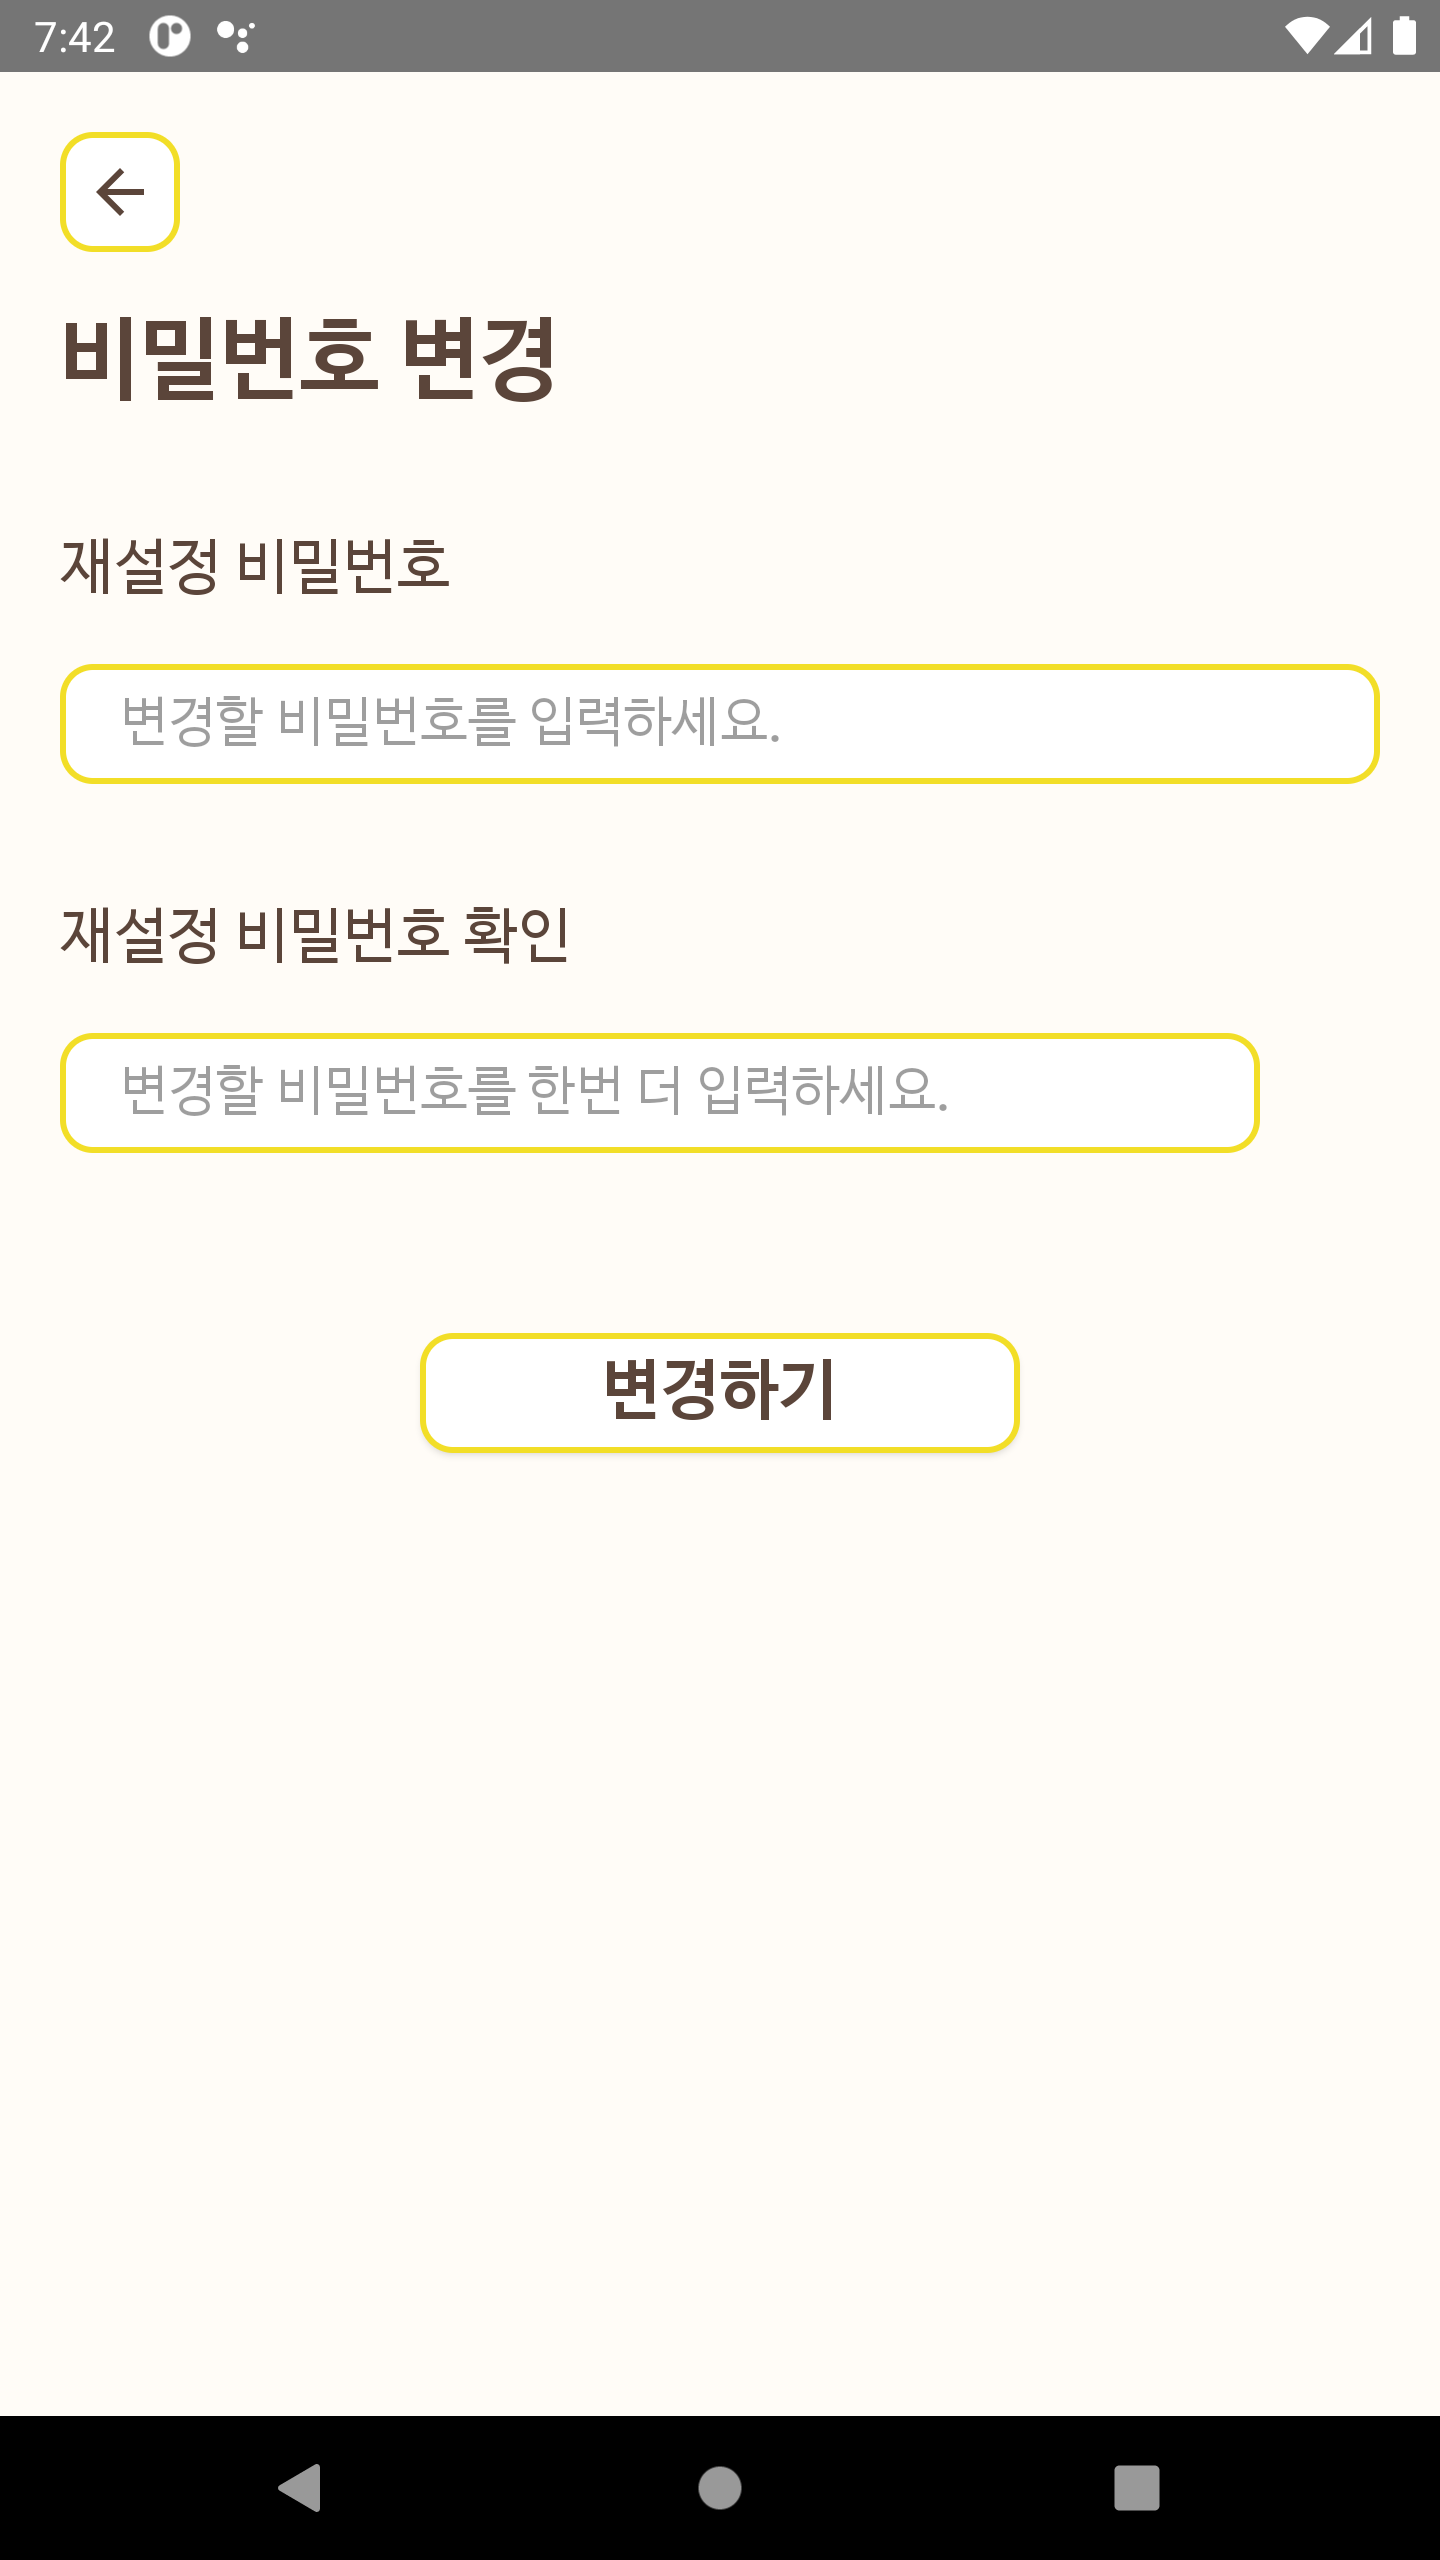 7:42
비밀번호 변경
재설정 비밀번호
변경할 비밀번호를 입력하세요.
재설정 비밀번호 확인
변경할 비밀번호를 한번 더 입력하세요.
변경하기